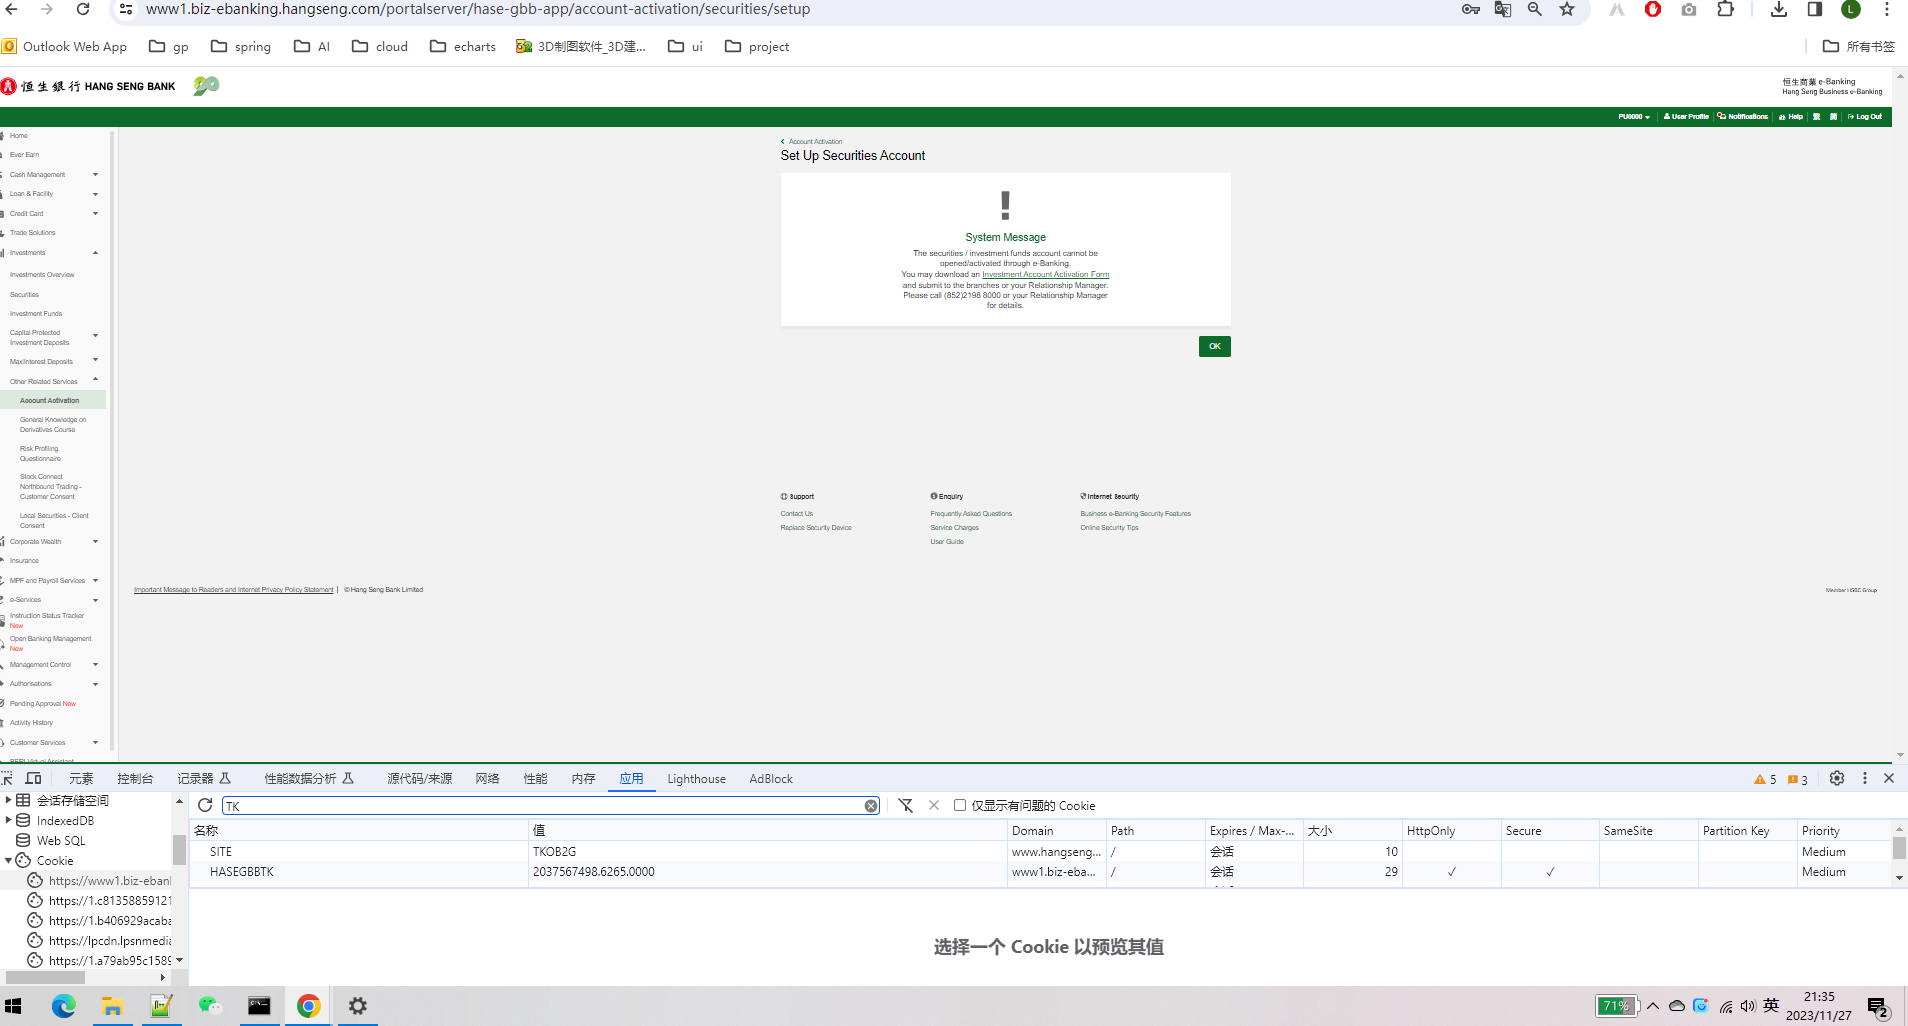 www1.biz-ebanking.hangseng.com/portalserver/hase-gbb-app/account-activation/securities/setup
L
Outlook Web App
gp
spring
AI
cloud
echarts
3D制图软件_3D建...
ui
project
所有书签
恒生銀行 HANG SENG BANK
90
恒生商業 e-Banking
Hang Seng Business e-Banking
PU0000
User Profile
Notifications
Help
繁
简
Log Out
Home
Ever Earn
Cash Management
Loan & Facility
Credit Card
Trade Solutions
Investments
Investments Overview
Securities
Investment Funds
Capital Protected
Investment Deposits
MaxiInterest Deposits
Other Related Services
Account Activation
General Knowledge on
Derivatives Course
Risk Profiling
Questionnaire
Stock Connect
Northbound Trading -
Customer Consent
Local Securities - Client
Consent
Corporate Wealth
Insurance
MPF and Payroll Services
e-Services
Instruction Status Tracker
New
Open Banking Management
New
Management Control
Authorisations
Pending Approval New
Activity History
Customer Services
Account Activation
Set Up Securities Account
System Message
The securities / investment funds account cannot be
opened/activated through e-Banking.
You may download an Investment Account Activation Form
and submit to the branches or your Relationship Manager.
Please call (852)2198 8000 or your Relationship Manager
for details.
OK
Support
Contact Us
Replace Security Device
Enquiry
Frequently Asked Questions
Service Charges
User Guide
Internet Security
Business e-Banking Security Features
Online Security Tips
Important Message to Readers and Internet Privacy Policy Statement | © Hang Seng Bank Limited
Member HSBC Group
元素
控制台
记录器
性能数据分析
源代码/来源
网络
性能
内存
应用
Lighthouse
AdBlock
5
3
会话存储空间
IndexedDB
Web SQL
Cookie
https://www1.biz-eban
https://1.c81358859121
https://1.b406929acaba
https://lpcdn.lpsnmedia
https://1.a79ab95c1589
TK
仅显示有问题的 Cookie
名称 值 Domain Path Expires / Max-... 大小 HttpOnly Secure SameSite Partition Key Priority
SITE TKOB2G www.hangseng... / 会话 10 Medium
HASEGBBTK 2037567498.6265.0000 www1.biz-eba... / 会话 29 ✓ ✓ Medium
选择一个 Cookie 以预览其值
71%
英
21:35
2023/11/27
2